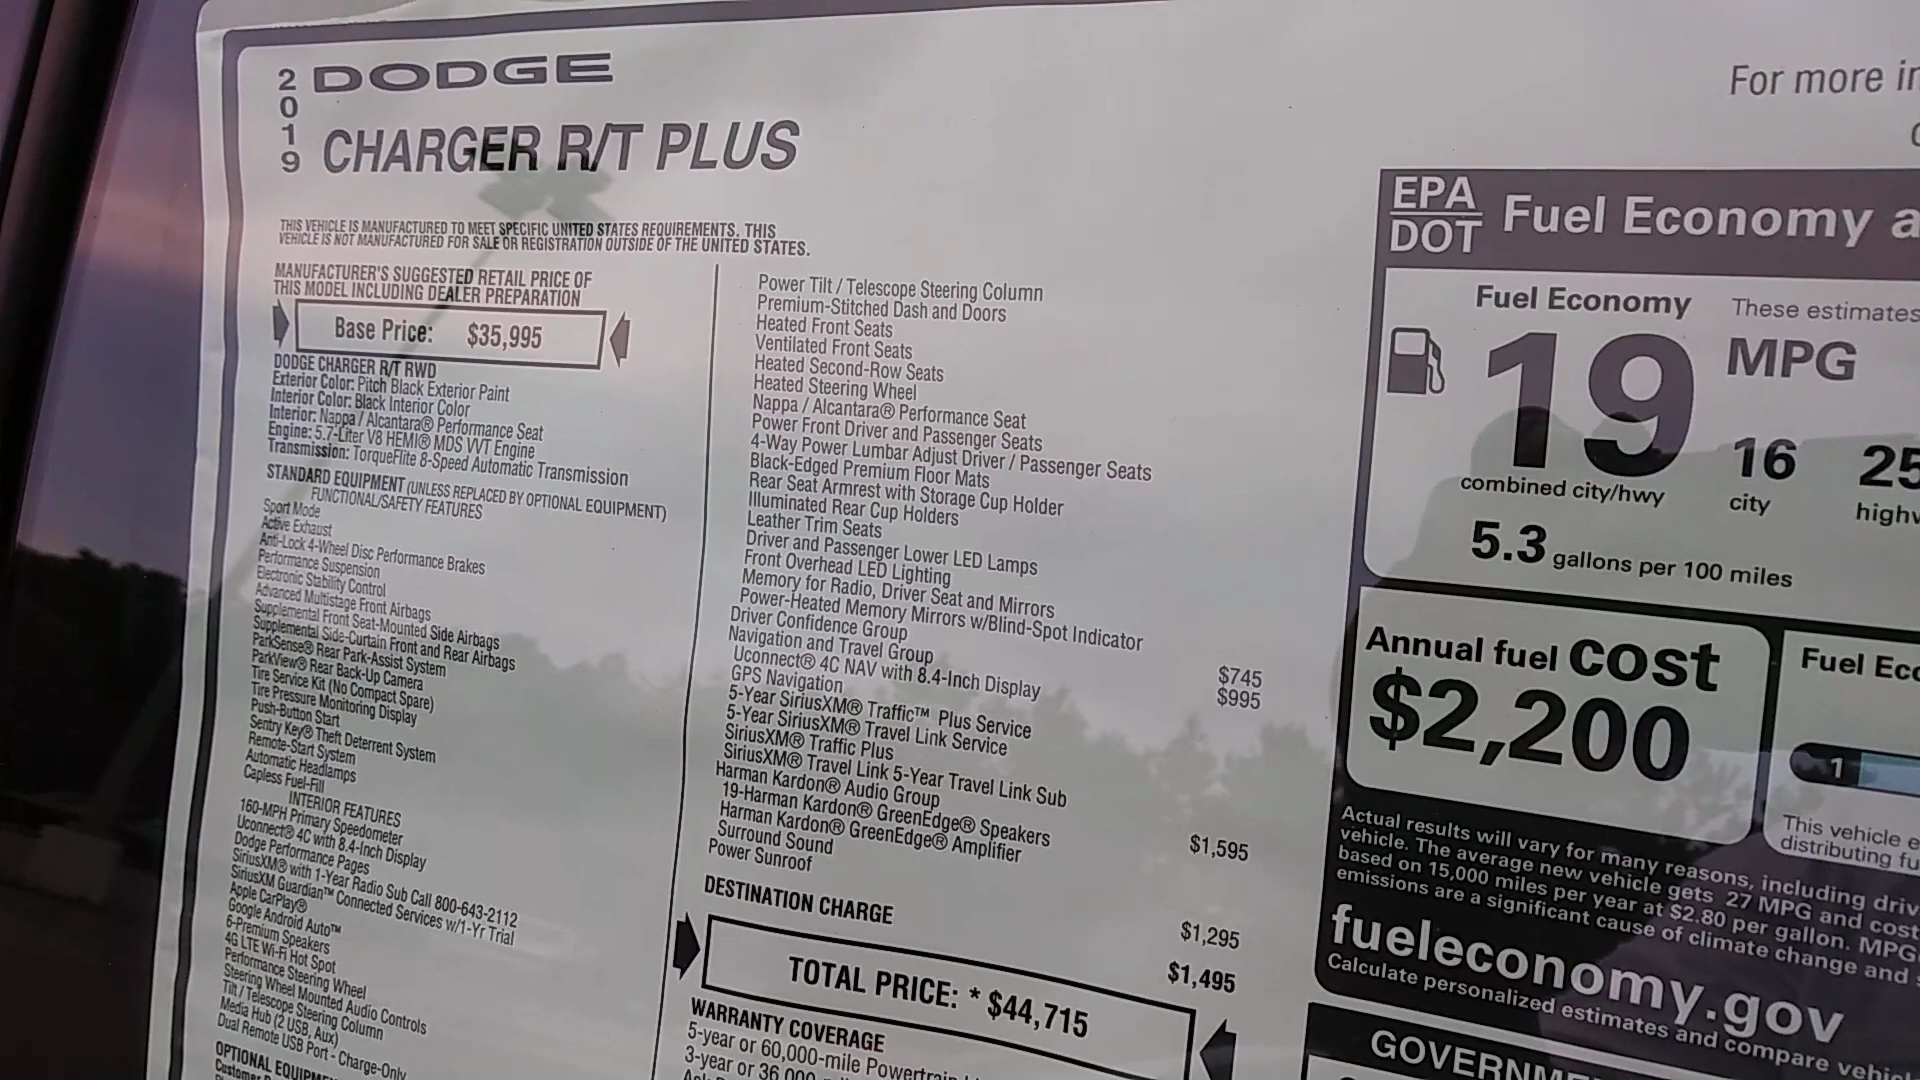 2019
DODGE
CHARGER R/T PLUS
THIS VEHICLE IS MANUFACTURED TO MEET SPECIFIC UNITED STATES REQUIREMENTS. THIS
VEHICLE IS NOT MANUFACTURED FOR SALE OR REGISTRATION OUTSIDE OF THE UNITED STATES.
MANUFACTURER'S SUGGESTED RETAIL PRICE OF
THIS MODEL INCLUDING DEALER PREPARATION
Base Price: $35,995
DODGE CHARGER R/T RWD
Exterior Color: Pitch Black Exterior Paint
Interior Color: Black Interior Color
Interior: Nappa / Alcantara® Performance Seat
Engine: 5.7-Liter V8 HEMI® MDS VVT Engine
Transmission: TorqueFlite 8-Speed Automatic Transmission
STANDARD EQUIPMENT (UNLESS REPLACED BY OPTIONAL EQUIPMENT)
FUNCTIONAL/SAFETY FEATURES
Sport Mode
Active Exhaust
Anti-Lock 4-Wheel Disc Performance Brakes
Performance Suspension
Electronic Stability Control
Advanced Multistage Front Airbags
Supplemental Front Seat-Mounted Side Airbags
Supplemental Side-Curtain Front and Rear Airbags
ParkSense® Rear Park-Assist System
ParkView® Rear Back-Up Camera
Tire Service Kit (No Compact Spare)
Tire Pressure Monitoring Display
Push-Button Start
Sentry Key® Theft Deterrent System
Remote-Start System
Automatic Headlamps
Capless Fuel-Fill
INTERIOR FEATURES
160-MPH Primary Speedometer
Uconnect® 4C with 8.4-Inch Display
Dodge Performance Pages
SiriusXM® with 1-Year Radio Sub Call 800-643-2112
SiriusXM Guardian™ Connected Services w/1-Yr Trial
Apple CarPlay®
Google Android Auto™
6-Premium Speakers
4G LTE Wi-Fi Hot Spot
Performance Steering Wheel
Steering Wheel Mounted Audio Controls
Tilt / Telescope Steering Column
Media Hub (2 USB, Aux)
Dual Remote USB Port - Charge-Only
OPTIONAL EQUIPME
Customer
Power Tilt / Telescope Steering Column
Premium-Stitched Dash and Doors
Heated Front Seats
Ventilated Front Seats
Heated Second-Row Seats
Heated Steering Wheel
Nappa / Alcantara® Performance Seat
Power Front Driver and Passenger Seats
4-Way Power Lumbar Adjust Driver / Passenger Seats
Black-Edged Premium Floor Mats
Rear Seat Armrest with Storage Cup Holder
Illuminated Rear Cup Holders
Leather Trim Seats
Driver and Passenger Lower LED Lamps
Front Overhead LED Lighting
Memory for Radio, Driver Seat and Mirrors
Power-Heated Memory Mirrors w/Blind-Spot Indicator
Driver Confidence Group $745
Navigation and Travel Group $995
Uconnect® 4C NAV with 8.4-Inch Display
GPS Navigation
5-Year SiriusXM® Traffic™ Plus Service
5-Year SiriusXM® Travel Link Service
SiriusXM® Traffic Plus
SiriusXM® Travel Link 5-Year Travel Link Sub
Harman Kardon® Audio Group $1,595
19-Harman Kardon® GreenEdge® Speakers
Harman Kardon® GreenEdge® Amplifier
Surround Sound
Power Sunroof $1,295
DESTINATION CHARGE $1,495
TOTAL PRICE: * $44,715
WARRANTY COVERAGE
5-year or 60,000-mile Powertrain
3-year or 36,000
For more in
EPA
DOT
Fuel Economy a
Fuel Economy
These estimates
19 MPG
combined city/hwy
16
city
25
highw
5.3 gallons per 100 miles
Annual fuel cost
$2,200
Fuel Eco
1
This vehicle e
distributing fu
Actual results will vary for many reasons, including driv
vehicle. The average new vehicle gets 27 MPG and cost
based on 15,000 miles per year at $2.80 per gallon. MPG
emissions are a significant cause of climate change and
fueleconomy.gov
Calculate personalized estimates and compare vehic
GOVERNME